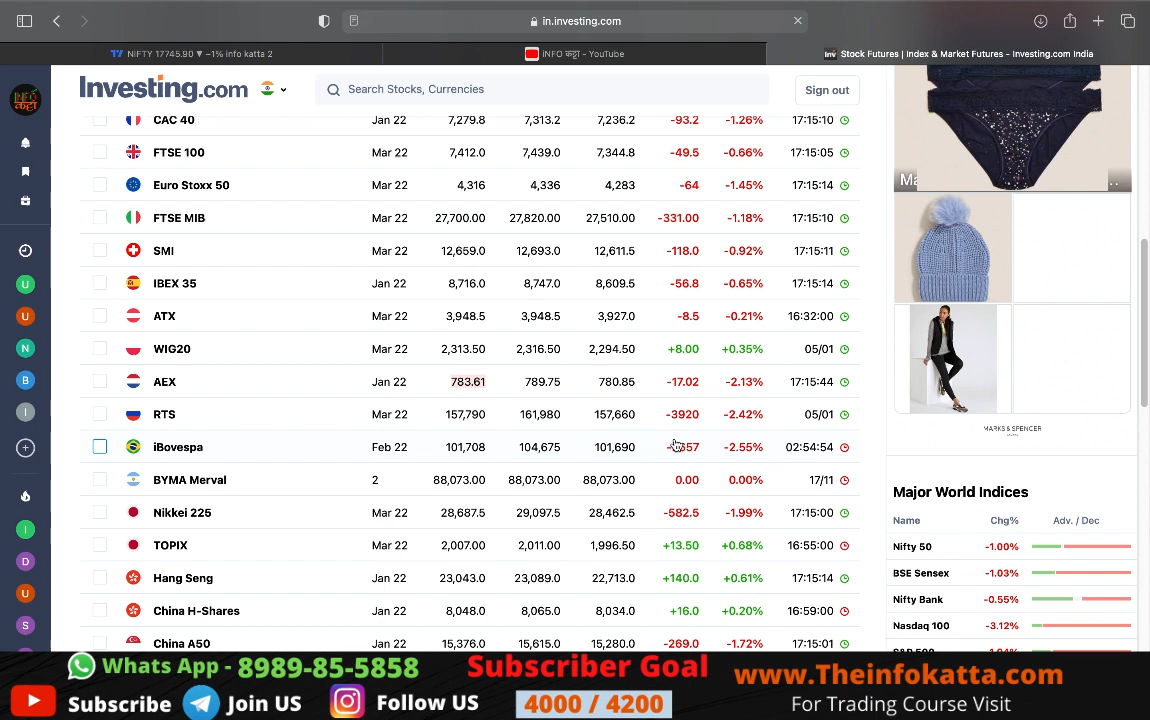 in.investing.com
NIFTY 17745.90 ▼ −1% info katta 2
INFO कट्टा - YouTube
Stock Futures | Index & Market Futures - Investing.com India
Investing.com
Search Stocks, Currencies
Sign out
CAC 40 Jan 22 7,279.8 7,313.2 7,236.2 -93.2 -1.26% 17:15:10
FTSE 100 Mar 22 7,412.0 7,439.0 7,344.8 -49.5 -0.66% 17:15:05
Euro Stoxx 50 Mar 22 4,316 4,336 4,283 -64 -1.45% 17:15:14
FTSE MIB Mar 22 27,700.00 27,820.00 27,510.00 -331.00 -1.18% 17:15:10
SMI Mar 22 12,659.0 12,693.0 12,611.5 -118.0 -0.92% 17:15:11
IBEX 35 Jan 22 8,716.0 8,747.0 8,609.5 -56.8 -0.65% 17:15:14
ATX Mar 22 3,948.5 3,948.5 3,927.0 -8.5 -0.21% 16:32:00
WIG20 Mar 22 2,313.50 2,316.50 2,294.50 +8.00 +0.35% 05/01
AEX Jan 22 783.61 789.75 780.85 -17.02 -2.13% 17:15:44
RTS Mar 22 157,790 161,980 157,660 -3920 -2.42% 05/01
iBovespa Feb 22 101,708 104,675 101,690 -2.55% 02:54:54
BYMA Merval 2 88,073.00 88,073.00 88,073.00 0.00 0.00% 17/11
Nikkei 225 Mar 22 28,687.5 29,097.5 28,462.5 -582.5 -1.99% 17:15:00
TOPIX Mar 22 2,007.00 2,011.00 1,996.50 +13.50 +0.68% 16:55:00
Hang Seng Jan 22 23,043.0 23,089.0 22,713.0 +140.0 +0.61% 17:15:14
China H-Shares Jan 22 8,048.0 8,065.0 8,034.0 +16.0 +0.20% 16:59:00
China A50 Jan 22 15,376.0 15,615.0 15,280.0 -269.0 -1.72% 17:15:01
U
U
N
B
I
I
D
U
S
Ma ..
MARKS & SPENCER
LONDON
Major World Indices
Name Chg% Adv. / Dec
Nifty 50 -1.00%
BSE Sensex -1.03%
Nifty Bank -0.55%
Nasdaq 100 -3.12%
Whats App - 8989-85-5858
Subscriber Goal
www.Theinfokatta.com
Subscribe
Join US
Follow US
4000 / 4200
For Trading Course Visit